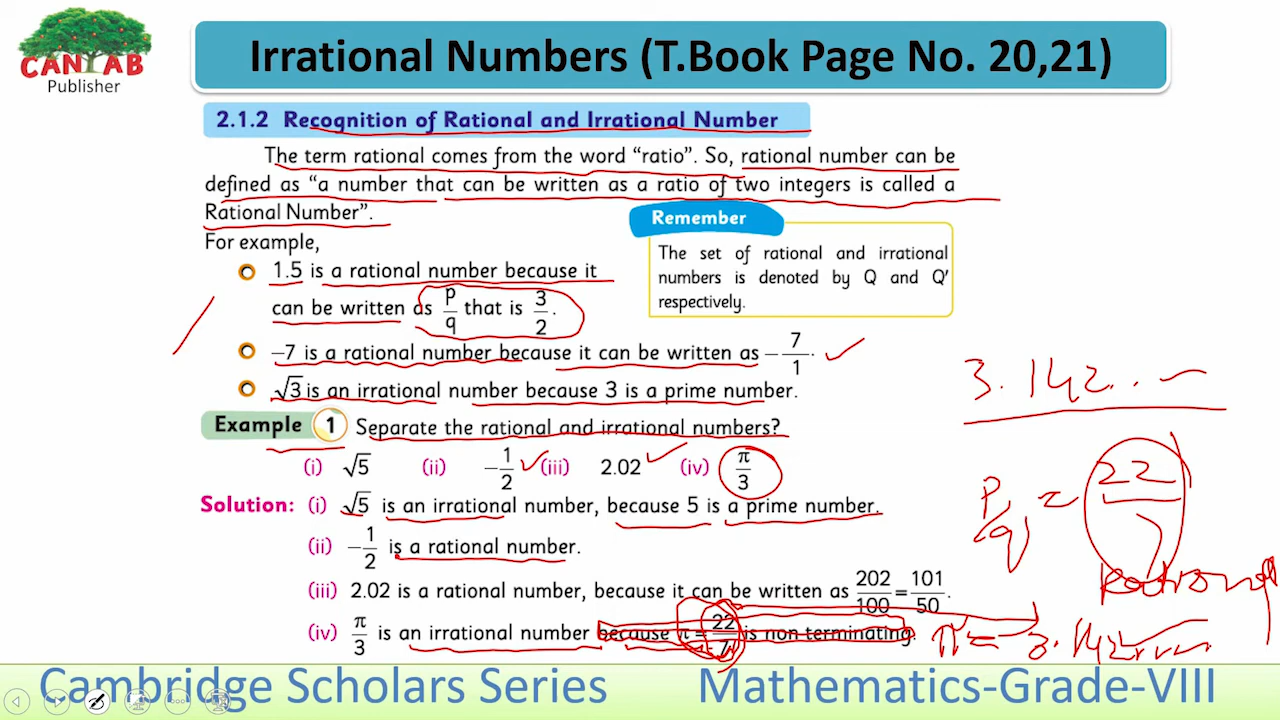 CANTAB
Publisher
Irrational Numbers (T.Book Page No. 20,21)
2.1.2 Recognition of Rational and Irrational Number
The term rational comes from the word “ratio”. So, rational number can be
defined as “a number that can be written as a ratio of two integers is called a
Rational Number”.
For example,
1.5 is a rational number because it
can be written as p/q that is 3/2.
Remember
The set of rational and irrational
numbers is denoted by Q and Q′
respectively.
−7 is a rational number because it can be written as −7/1.
√3 is an irrational number because 3 is a prime number.
3.142...
Example 1 Separate the rational and irrational numbers?
(i) √5 (ii) −1/2 (iii) 2.02 (iv) π/3
p/q = 22/7
Rational
Solution: (i) √5 is an irrational number, because 5 is a prime number.
(ii) −1/2 is a rational number.
(iii) 2.02 is a rational number, because it can be written as 202/100 = 101/50.
(iv) π/3 is an irrational number because π = 22/7 is non terminating.
π = 3.142...
Cambridge Scholars Series
Mathematics-Grade-VIII